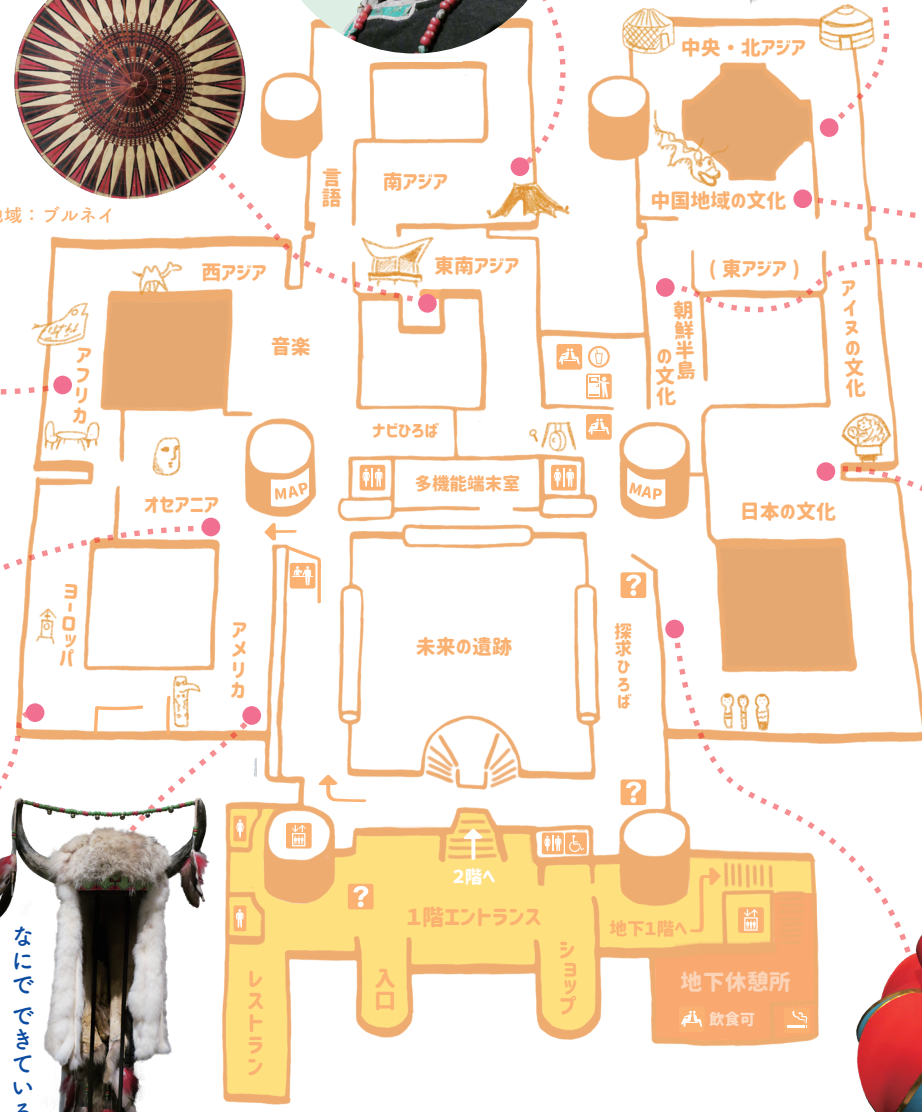 中央・北アジア
言語
南アジア
中国地域の文化
域：ブルネイ
西アジア
東南アジア
(東アジア)
アイヌの文化
朝鮮半島の文化
音楽
アフリカ
ナビひろば
多機能端末室
MAP
MAP
オセアニア
日本の文化
ヨーロッパ
アメリカ
未来の遺跡
?
探求ひろば
?
2階へ
?
1階エントランス
地下1階へ
レストラン
入口
ショップ
地下休憩所
飲食可
なにで できている